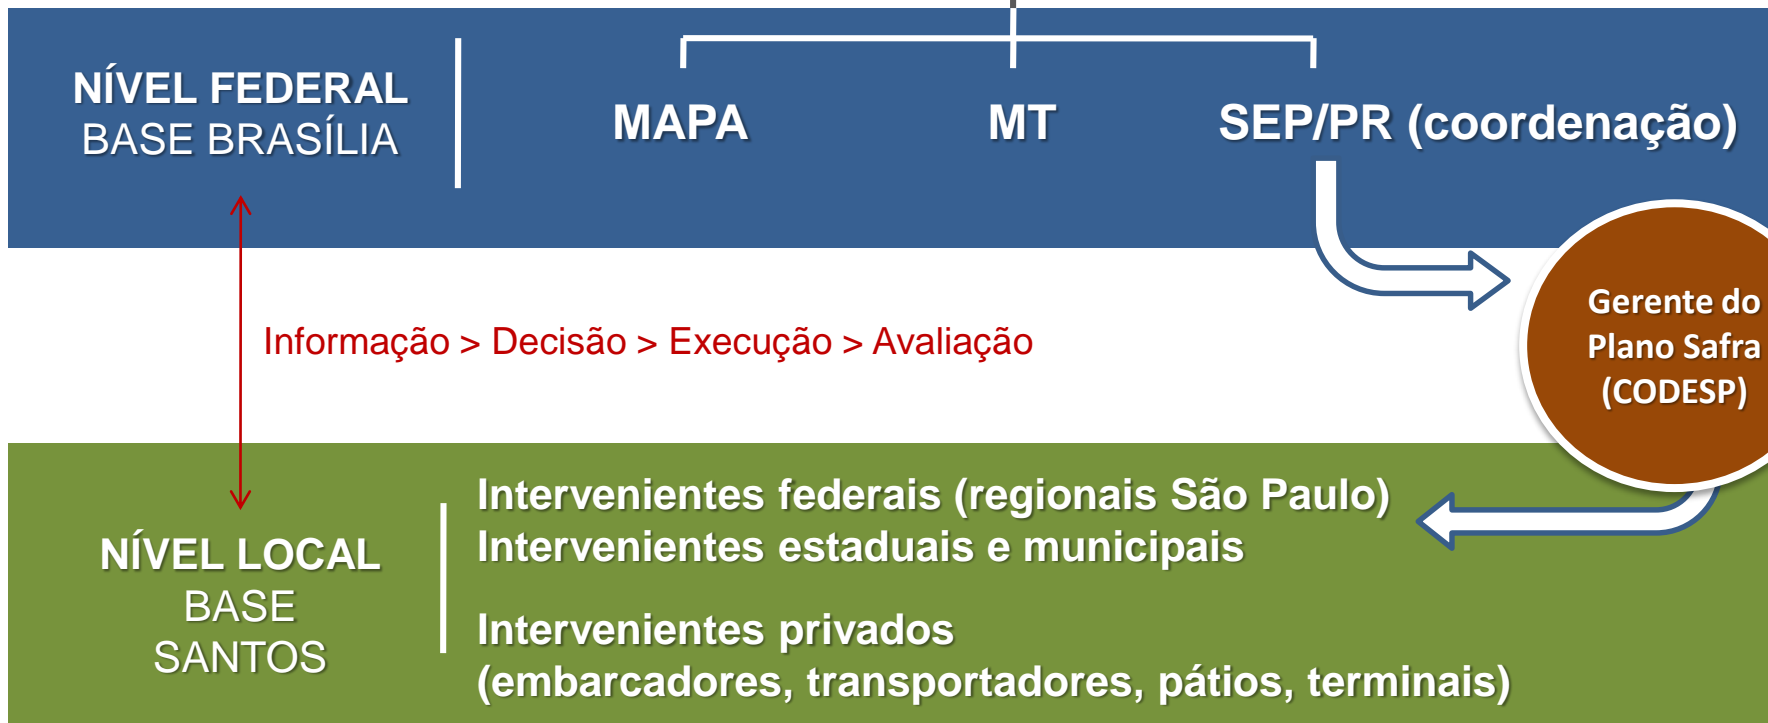 NÍVEL FEDERAL
BASE BRASÍLIA
MAPA
MT
SEP/PR (coordenação)
Gerente do
Plano Safra
(CODESP)
Informação > Decisão > Execução > Avaliação
NÍVEL LOCAL
BASE
SANTOS
Intervenientes federais (regionais São Paulo)
Intervenientes estaduais e municipais
Intervenientes privados
(embarcadores, transportadores, pátios, terminais)